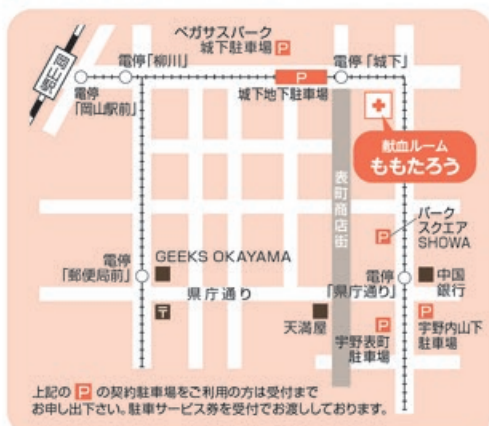 ペガサスパーク
城下駐車場 P
電停「柳川」
電停「城下」
岡山駅
電停
「岡山駅前」
P
城下地下駐車場
献血ルーム
ももたろう
表町商店街
パーク
スクエア
SHOWA
P
電停
「郵便局前」
GEEKS OKAYAMA
電停
「県庁通り」
中国
銀行
県庁通り
〒
天満屋
P
宇野表町
駐車場
P
宇野内山下
駐車場
上記の P の契約駐車場をご利用の方は受付まで
お申し出下さい。駐車サービス券を受付でお渡ししております。